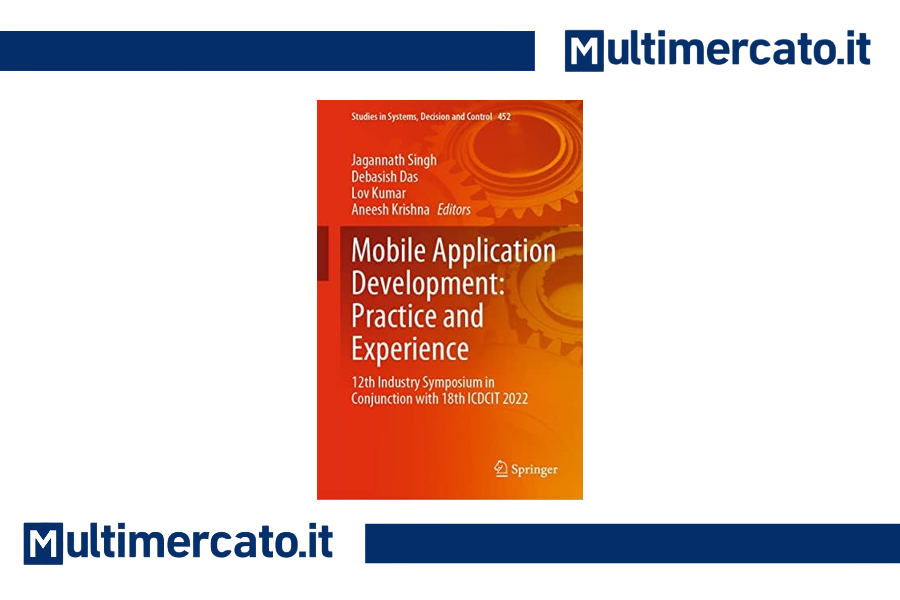 Multimercato.it
Studies in Systems, Decision and Control 452
Jagannath Singh
Debasish Das
Lov Kumar
Aneesh Krishna Editors
Mobile Application
Development:
Practice and
Experience
12th Industry Symposium in
Conjunction with 18th ICDCIT 2022
Springer
Multimercato.it